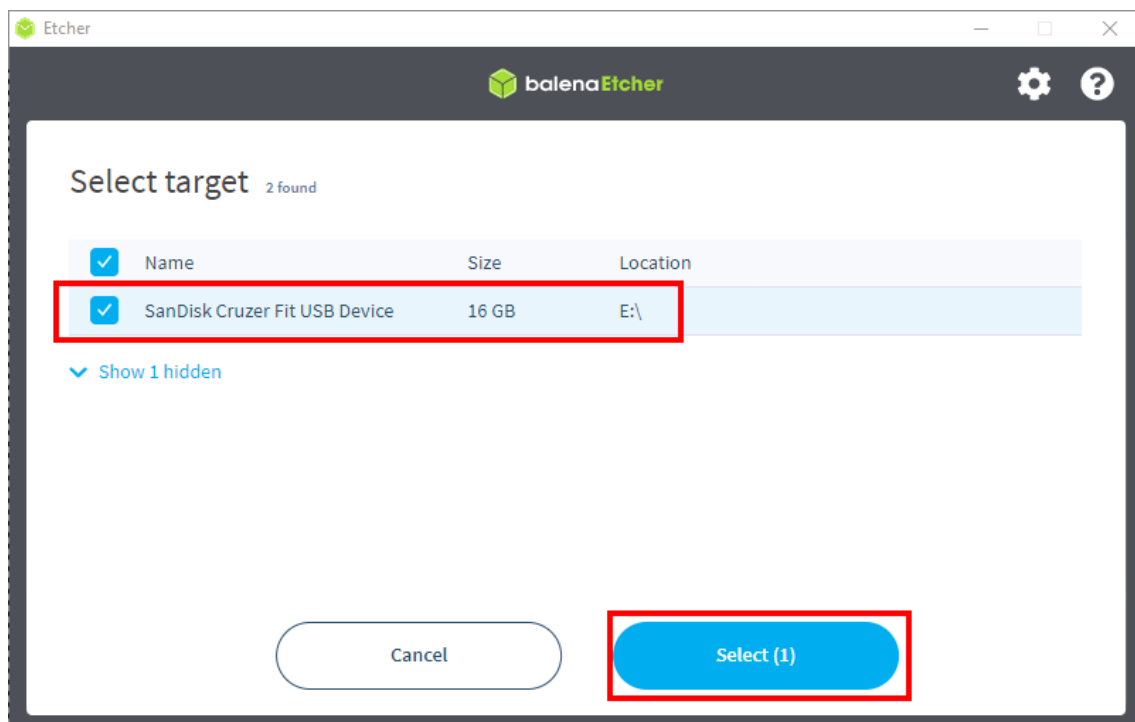 Etcher
balenaEtcher
Select target 2 found
Name Size Location
SanDisk Cruzer Fit USB Device 16 GB E:\
Show 1 hidden
Cancel Select (1)